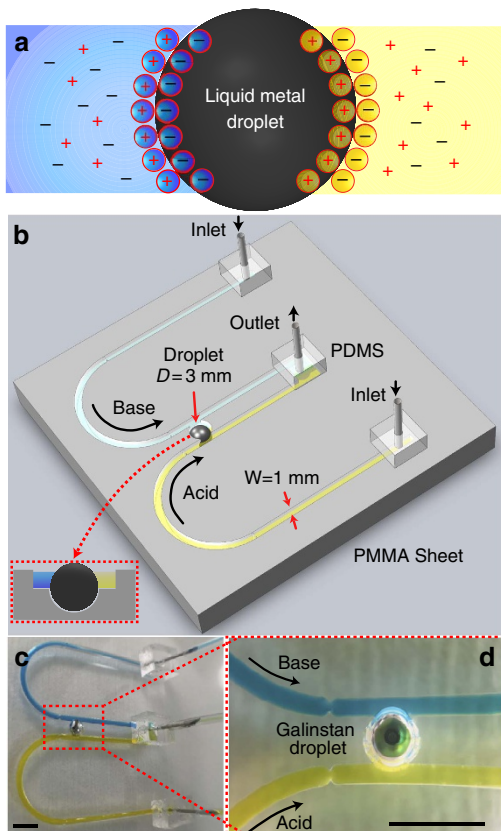 a
Liquid metal
droplet
b
Inlet
Outlet
PDMS
Droplet
D=3 mm
Inlet
Base
Acid
W=1 mm
PMMA Sheet
c
d
Base
Galinstan
droplet
Acid